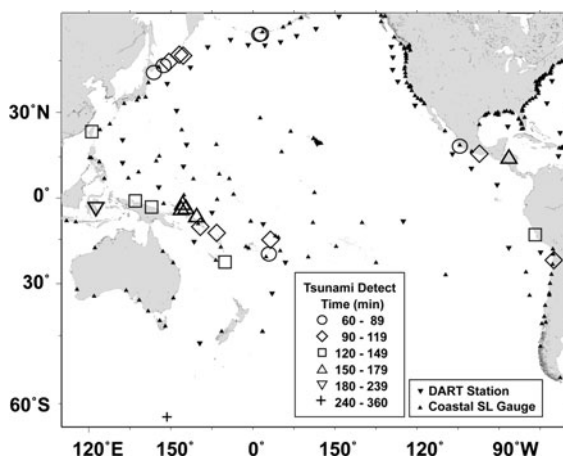 30°N
0°
30°S
60°S
120°E
150°
0°
150°
120°
90°W
Tsunami Detect
Time (min)
60 - 89
90 - 119
120 - 149
150 - 179
180 - 239
240 - 360
DART Station
Coastal SL Gauge